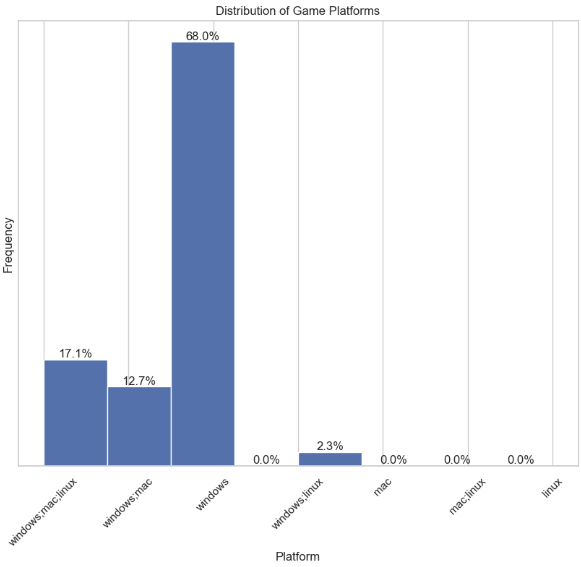 Distribution of Game Platforms
68.0%
17.1%
12.7%
0.0%
2.3%
0.0%
0.0%
0.0%
Frequency
windows;mac;linux
windows;mac
windows
windows;linux
mac
mac;linux
linux
Platform